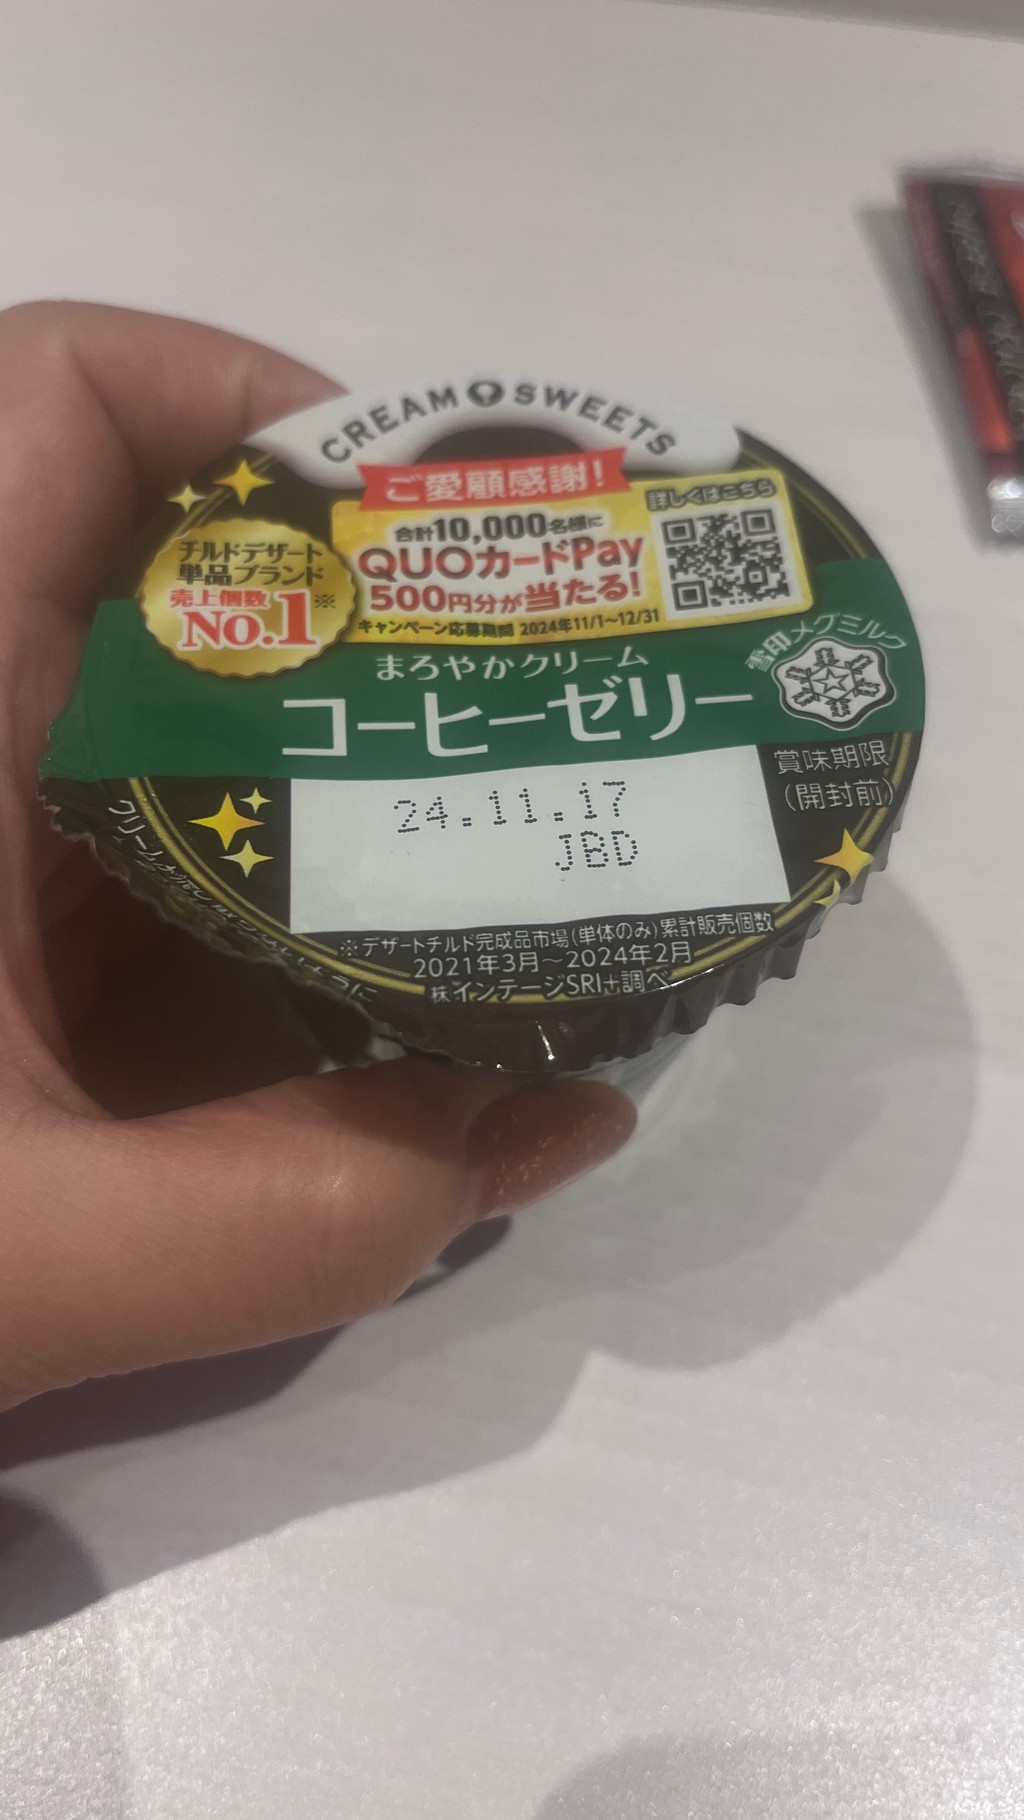 CREAM SWEETS
ご愛顧感謝!
詳しくはこちら
合計10,000名様に
QUOカードPay
500円分が当たる!
キャンペーン応募期間 2024年11/1~12/31
チルドデザート
単品ブランド
売上個数※
No.1
まろやかクリーム
コーヒーゼリー
雪印メグミルク
賞味期限
(開封前)
24.11.17
JBD
※デザートチルド完成品市場(単体のみ)累計販売個数
2021年3月～2024年2月
株インテージSRI+調べ